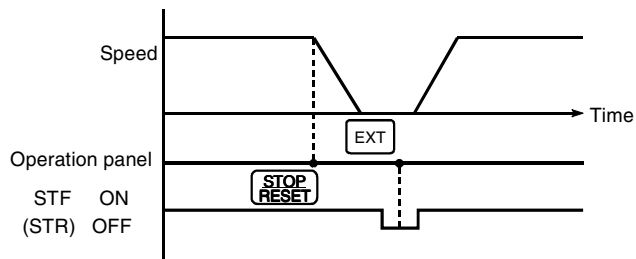 Speed
Time
EXT
Operation panel
STOP
RESET
STF ON
(STR) OFF